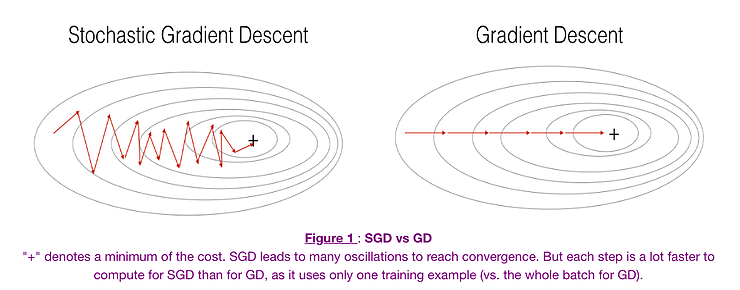 Stochastic Gradient Descent
Gradient Descent
+
+
Figure 1 : SGD vs GD
"+" denotes a minimum of the cost. SGD leads to many oscillations to reach convergence. But each step is a lot faster to
compute for SGD than for GD, as it uses only one training example (vs. the whole batch for GD).